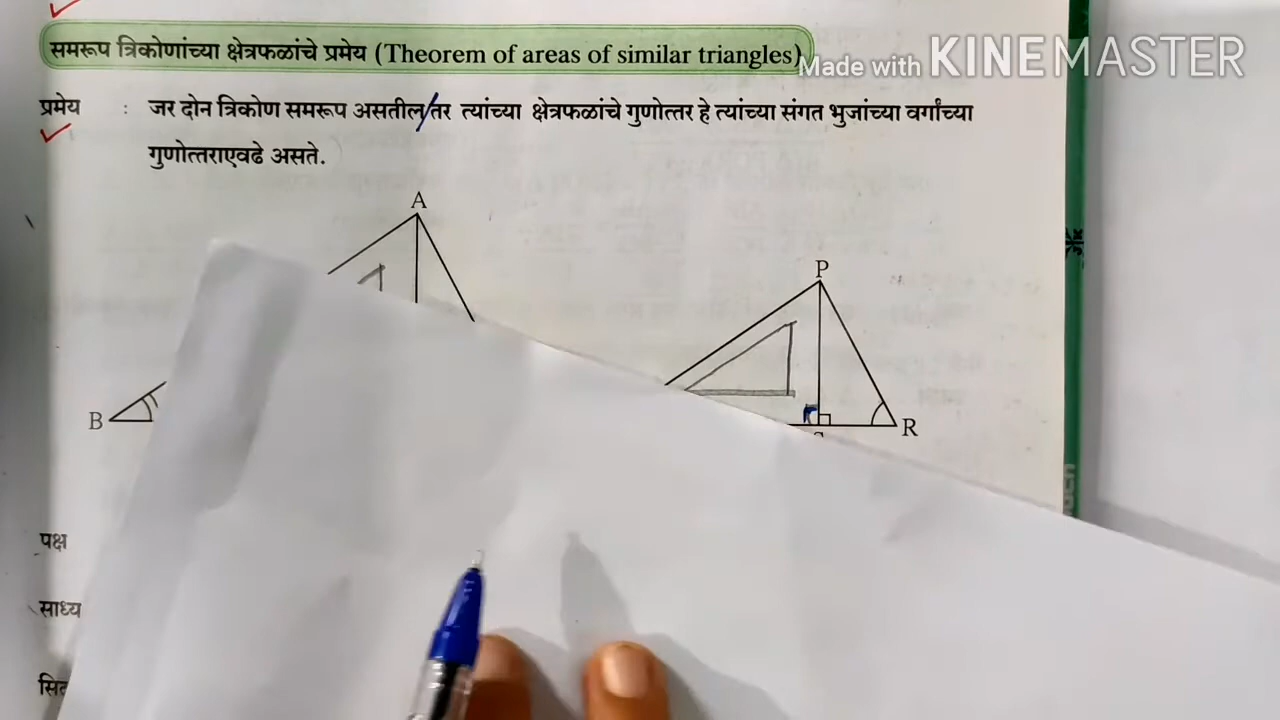 समरूप त्रिकोणांच्या क्षेत्रफळांचे प्रमेय (Theorem of areas of similar triangles)
Made with KINEMASTER
प्रमेय : जर दोन त्रिकोण समरूप असतील तर त्यांच्या क्षेत्रफळांचे गुणोत्तर हे त्यांच्या संगत भुजांच्या वर्गांच्या
गुणोत्तराएवढे असते.
A
P
B
R
पक्ष
साध्य